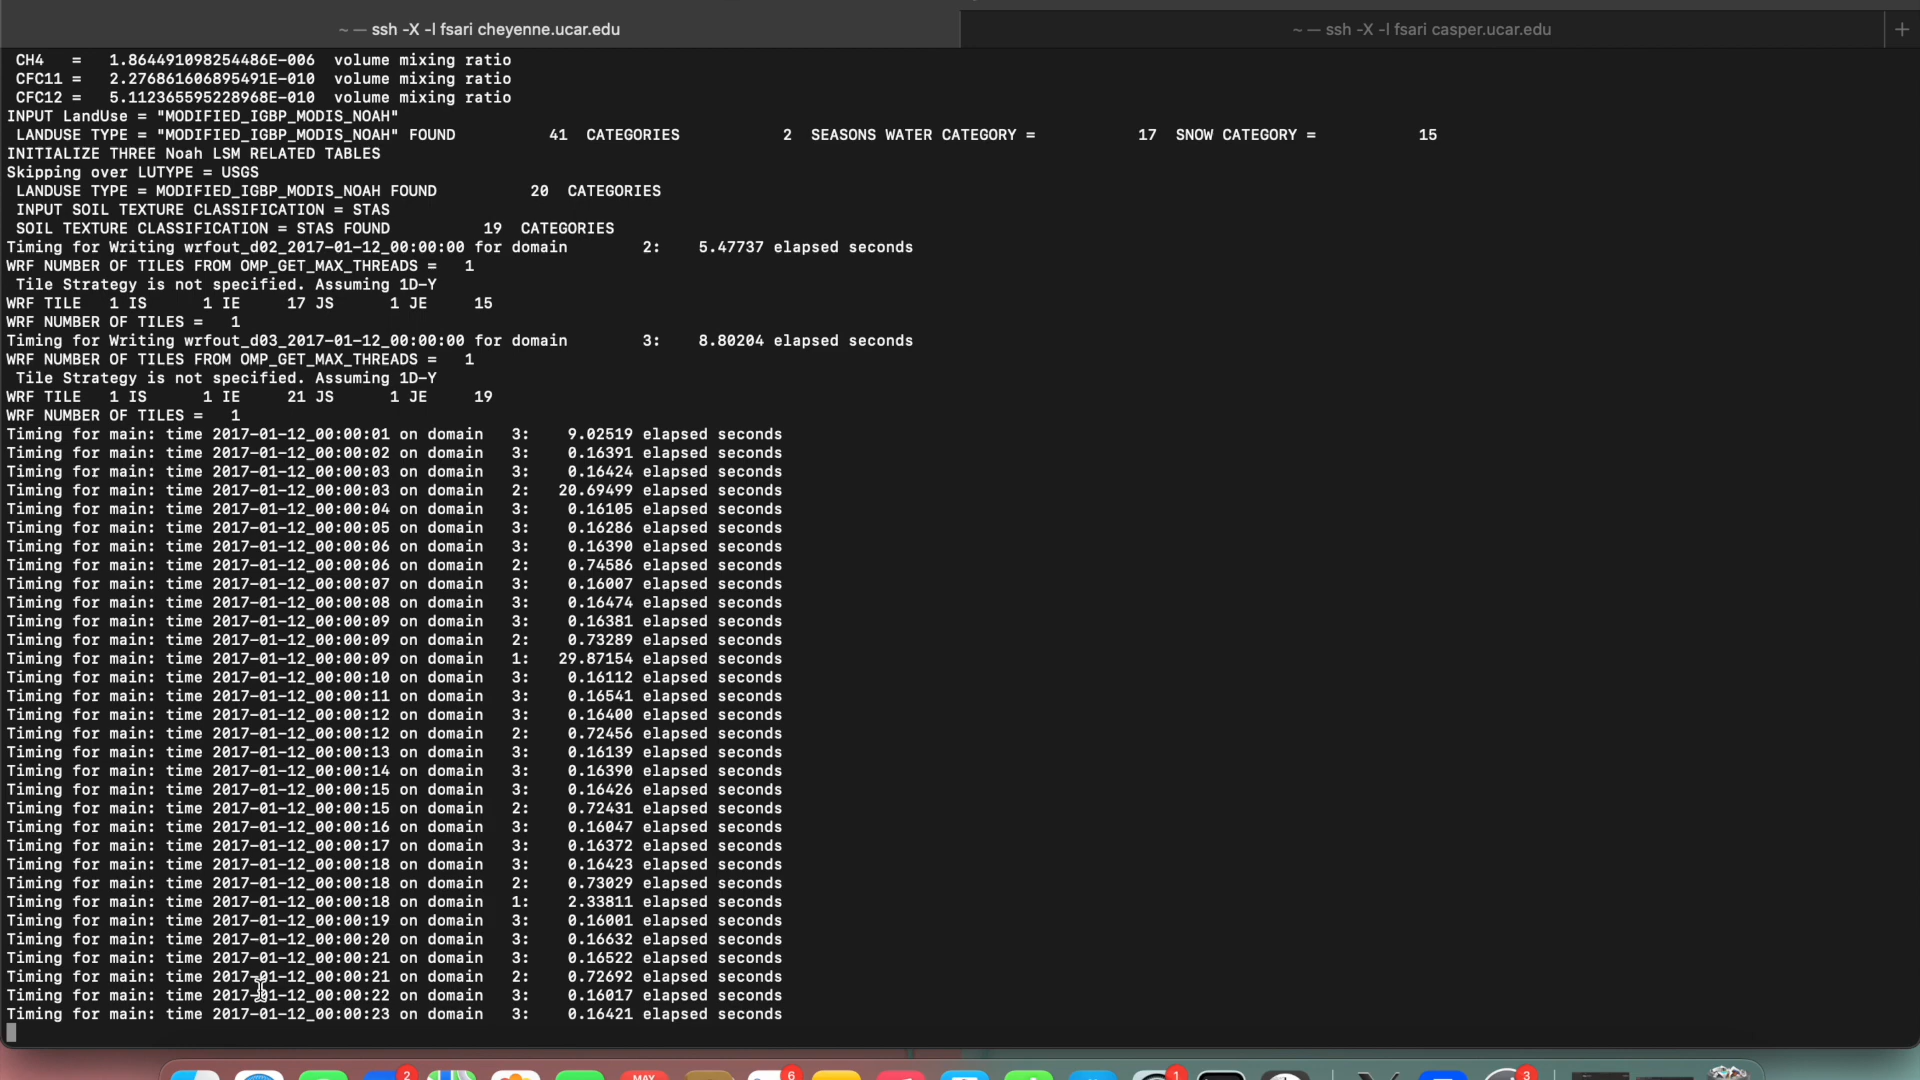 ~ — ssh -X -l fsari cheyenne.ucar.edu
~ — ssh -X -l fsari casper.ucar.edu
+
CH4   =   1.864491098254486E-006  volume mixing ratio
CFC11 =   2.276861606895491E-010  volume mixing ratio
CFC12 =   5.112365595228968E-010  volume mixing ratio
INPUT LandUse = "MODIFIED_IGBP_MODIS_NOAH"
LANDUSE TYPE = "MODIFIED_IGBP_MODIS_NOAH" FOUND          41  CATEGORIES           2  SEASONS WATER CATEGORY =           17  SNOW CATEGORY =           15
INITIALIZE THREE Noah LSM RELATED TABLES
Skipping over LUTYPE = USGS
LANDUSE TYPE = MODIFIED_IGBP_MODIS_NOAH FOUND          20  CATEGORIES
INPUT SOIL TEXTURE CLASSIFICATION = STAS
SOIL TEXTURE CLASSIFICATION = STAS FOUND          19  CATEGORIES
Timing for Writing wrfout_d02_2017-01-12_00:00:00 for domain        2:    5.47737 elapsed seconds
WRF NUMBER OF TILES FROM OMP_GET_MAX_THREADS =   1
Tile Strategy is not specified. Assuming 1D-Y
WRF TILE   1 IS      1 IE     17 JS      1 JE     15
WRF NUMBER OF TILES =   1
Timing for Writing wrfout_d03_2017-01-12_00:00:00 for domain        3:    8.80204 elapsed seconds
WRF NUMBER OF TILES FROM OMP_GET_MAX_THREADS =   1
Tile Strategy is not specified. Assuming 1D-Y
WRF TILE   1 IS      1 IE     21 JS      1 JE     19
WRF NUMBER OF TILES =   1
Timing for main: time 2017-01-12_00:00:01 on domain   3:    9.02519 elapsed seconds
Timing for main: time 2017-01-12_00:00:02 on domain   3:    0.16391 elapsed seconds
Timing for main: time 2017-01-12_00:00:03 on domain   3:    0.16424 elapsed seconds
Timing for main: time 2017-01-12_00:00:03 on domain   2:   20.69499 elapsed seconds
Timing for main: time 2017-01-12_00:00:04 on domain   3:    0.16105 elapsed seconds
Timing for main: time 2017-01-12_00:00:05 on domain   3:    0.16286 elapsed seconds
Timing for main: time 2017-01-12_00:00:06 on domain   3:    0.16390 elapsed seconds
Timing for main: time 2017-01-12_00:00:06 on domain   2:    0.74586 elapsed seconds
Timing for main: time 2017-01-12_00:00:07 on domain   3:    0.16007 elapsed seconds
Timing for main: time 2017-01-12_00:00:08 on domain   3:    0.16474 elapsed seconds
Timing for main: time 2017-01-12_00:00:09 on domain   3:    0.16381 elapsed seconds
Timing for main: time 2017-01-12_00:00:09 on domain   2:    0.73289 elapsed seconds
Timing for main: time 2017-01-12_00:00:09 on domain   1:   29.87154 elapsed seconds
Timing for main: time 2017-01-12_00:00:10 on domain   3:    0.16112 elapsed seconds
Timing for main: time 2017-01-12_00:00:11 on domain   3:    0.16541 elapsed seconds
Timing for main: time 2017-01-12_00:00:12 on domain   3:    0.16400 elapsed seconds
Timing for main: time 2017-01-12_00:00:12 on domain   2:    0.72456 elapsed seconds
Timing for main: time 2017-01-12_00:00:13 on domain   3:    0.16139 elapsed seconds
Timing for main: time 2017-01-12_00:00:14 on domain   3:    0.16390 elapsed seconds
Timing for main: time 2017-01-12_00:00:15 on domain   3:    0.16426 elapsed seconds
Timing for main: time 2017-01-12_00:00:15 on domain   2:    0.72431 elapsed seconds
Timing for main: time 2017-01-12_00:00:16 on domain   3:    0.16047 elapsed seconds
Timing for main: time 2017-01-12_00:00:17 on domain   3:    0.16372 elapsed seconds
Timing for main: time 2017-01-12_00:00:18 on domain   3:    0.16423 elapsed seconds
Timing for main: time 2017-01-12_00:00:18 on domain   2:    0.73029 elapsed seconds
Timing for main: time 2017-01-12_00:00:18 on domain   1:    2.33811 elapsed seconds
Timing for main: time 2017-01-12_00:00:19 on domain   3:    0.16001 elapsed seconds
Timing for main: time 2017-01-12_00:00:20 on domain   3:    0.16632 elapsed seconds
Timing for main: time 2017-01-12_00:00:21 on domain   3:    0.16522 elapsed seconds
Timing for main: time 2017-01-12_00:00:21 on domain   2:    0.72692 elapsed seconds
Timing for main: time 2017-01-12_00:00:22 on domain   3:    0.16017 elapsed seconds
Timing for main: time 2017-01-12_00:00:23 on domain   3:    0.16421 elapsed seconds
2 MAY 6 1 3